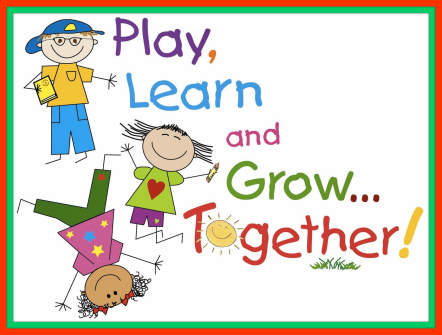 Play,
Learn
and
Grow...
Together!